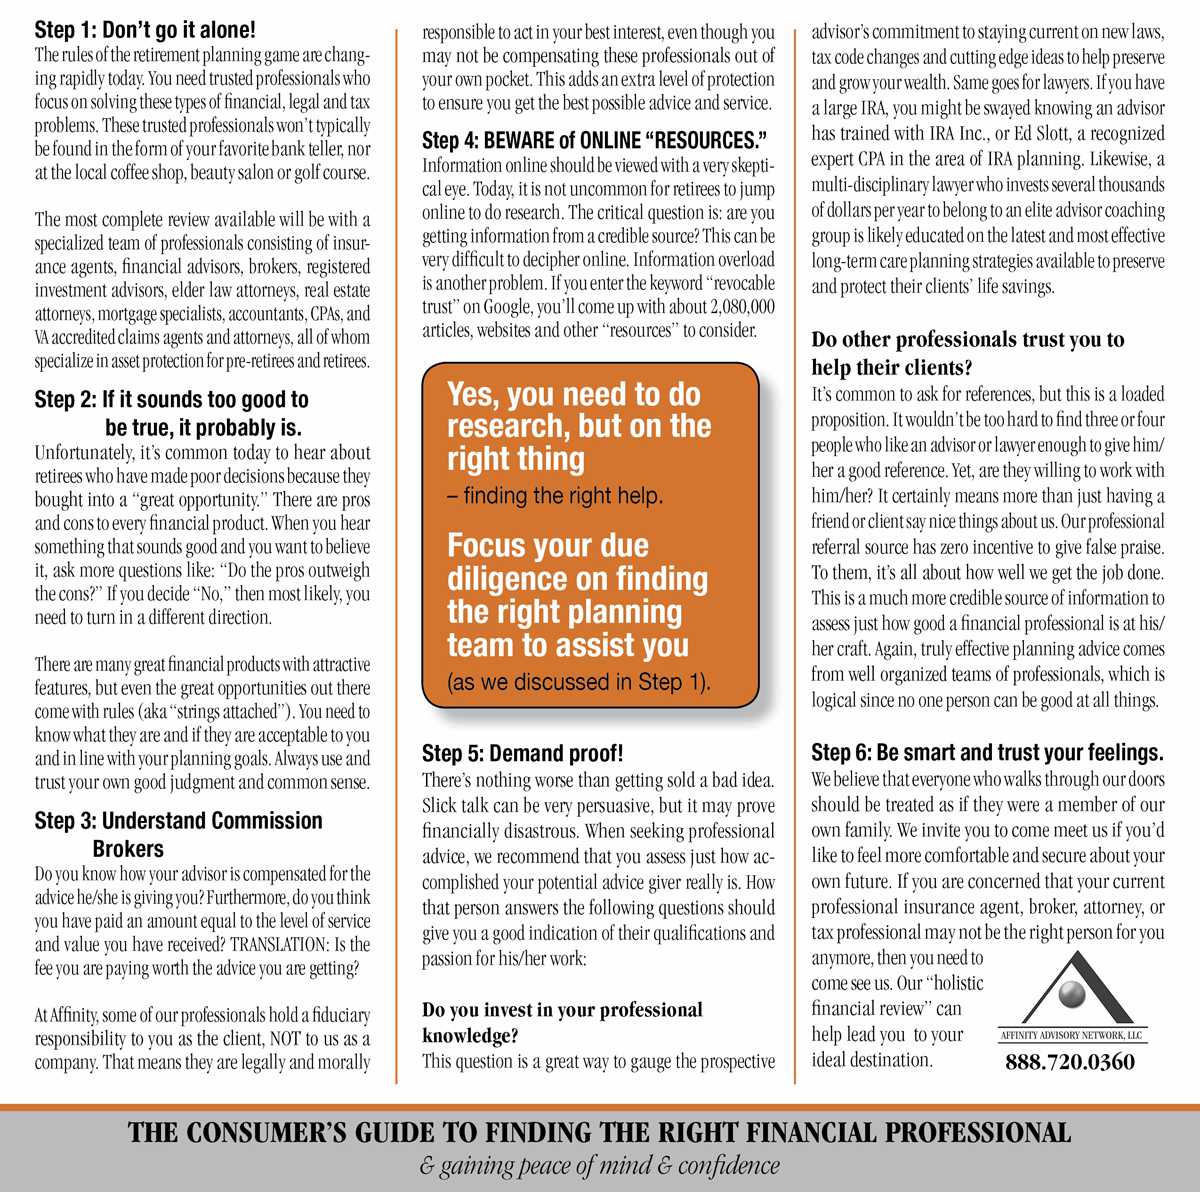 Step 1: Don't go it alone!
The rules of the retirement planning game are chang-
ing rapidly today. You need trusted professionals who
focus on solving these types of financial, legal and tax
problems. These trusted professionals won't typically
be found in the form of your favorite bank teller, nor
at the local coffee shop, beauty salon or golf course.
The most complete review available will be with a
specialized team of professionals consisting of insur-
ance agents, financial advisors, brokers, registered
investment advisors, elder law attorneys, real estate
attorneys, mortgage specialists, accountants, CPAs, and
VA accredited claims agents and attorneys, all of whom
specialize in asset protection for pre-retirees and retirees.
Step 2: If it sounds too good to
be true, it probably is.
Unfortunately, it's common today to hear about
retirees who have made poor decisions because they
bought into a “great opportunity.” There are pros
and cons to every financial product. When you hear
something that sounds good and you want to believe
it, ask more questions like: “Do the pros outweigh
the cons?” If you decide “No,” then most likely, you
need to turn in a different direction.
There are many great financial products with attractive
features, but even the great opportunities out there
come with rules (aka “strings attached”). You need to
know what they are and if they are acceptable to you
and in line with your planning goals. Always use and
trust your own good judgment and common sense.
Step 3: Understand Commission
Brokers
Do you know how your advisor is compensated for the
advice he/she is giving you? Furthermore, do you think
you have paid an amount equal to the level of service
and value you have received? TRANSLATION: Is the
fee you are paying worth the advice you are getting?
At Affinity, some of our professionals hold a fiduciary
responsibility to you as the client, NOT to us as a
company. That means they are legally and morally
responsible to act in your best interest, even though you
may not be compensating these professionals out of
your own pocket. This adds an extra level of protection
to ensure you get the best possible advice and service.
Step 4: BEWARE of ONLINE “RESOURCES.”
Information online should be viewed with a very skepti-
cal eye. Today, it is not uncommon for retirees to jump
online to do research. The critical question is: are you
getting information from a credible source? This can be
very difficult to decipher online. Information overload
is another problem. If you enter the keyword “revocable
trust” on Google, you'll come up with about 2,080,000
articles, websites and other “resources” to consider.
Yes, you need to do
research, but on the
right thing
– finding the right help.
Focus your due
diligence on finding
the right planning
team to assist you
(as we discussed in Step 1).
Step 5: Demand proof!
There's nothing worse than getting sold a bad idea.
Slick talk can be very persuasive, but it may prove
financially disastrous. When seeking professional
advice, we recommend that you assess just how ac-
complished your potential advice giver really is. How
that person answers the following questions should
give you a good indication of their qualifications and
passion for his/her work:
Do you invest in your professional
knowledge?
This question is a great way to gauge the prospective
advisor's commitment to staying current on new laws,
tax code changes and cutting edge ideas to help preserve
and grow your wealth. Same goes for lawyers. If you have
a large IRA, you might be swayed knowing an advisor
has trained with IRA Inc., or Ed Slott, a recognized
expert CPA in the area of IRA planning. Likewise, a
multi-disciplinary lawyer who invests several thousands
of dollars per year to belong to an elite advisor coaching
group is likely educated on the latest and most effective
long-term care planning strategies available to preserve
and protect their clients' life savings.
Do other professionals trust you to
help their clients?
It's common to ask for references, but this is a loaded
proposition. It wouldn't be too hard to find three or four
people who like an advisor or lawyer enough to give him/
her a good reference. Yet, are they willing to work with
him/her? It certainly means more than just having a
friend or client say nice things about us. Our professional
referral source has zero incentive to give false praise.
To them, it's all about how well we get the job done.
This is a much more credible source of information to
assess just how good a financial professional is at his/
her craft. Again, truly effective planning advice comes
from well organized teams of professionals, which is
logical since no one person can be good at all things.
Step 6: Be smart and trust your feelings.
We believe that everyone who walks through our doors
should be treated as if they were a member of our
own family. We invite you to come meet us if you'd
like to feel more comfortable and secure about your
own future. If you are concerned that your current
professional insurance agent, broker, attorney, or
tax professional may not be the right person for you
anymore, then you need to
come see us. Our “holistic
financial review” can
help lead you to your
ideal destination.
AFFINITY ADVISORY NETWORK, LLC
888.720.0360
THE CONSUMER'S GUIDE TO FINDING THE RIGHT FINANCIAL PROFESSIONAL
& gaining peace of mind & confidence